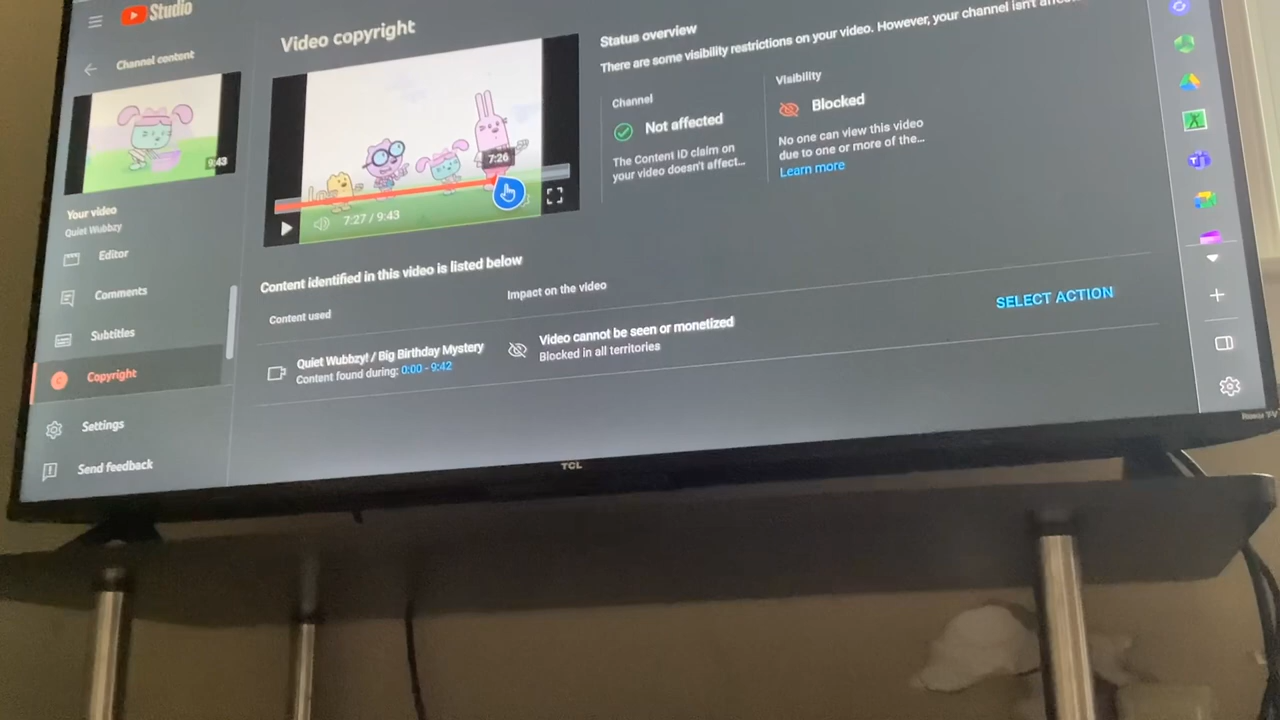 Studio
Channel content
9:43
Your video
Quiet Wubbzy
Editor
Comments
Subtitles
Copyright
Settings
Send feedback
Video copyright
7:26
7:27 / 9:43
Status overview
There are some visibility restrictions on your video. However, your channel isn't
Channel
Not affected
The Content ID claim on
your video doesn't affect...
Visibility
Blocked
No one can view this video
due to one or more of the...
Learn more
Content identified in this video is listed below
Content used
Impact on the video
Quiet Wubbzy! / Big Birthday Mystery
Content found during: 0:00 - 9:42
Video cannot be seen or monetized
Blocked in all territories
SELECT ACTION
TCL
Roku TV